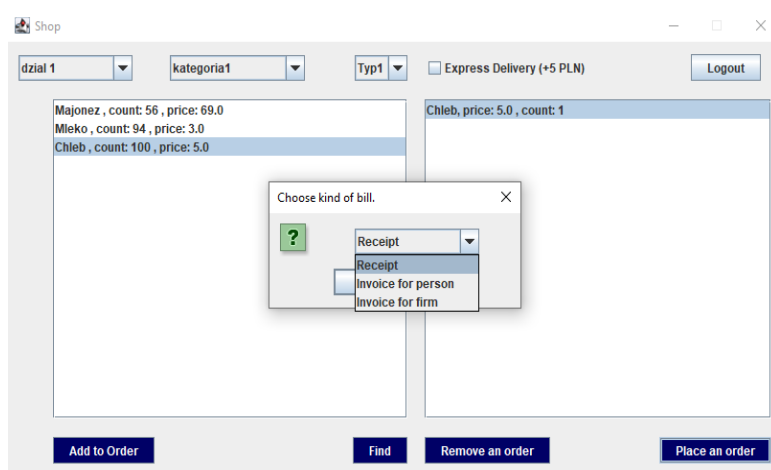 Shop
dzial 1 kategoria1 Typ1 Express Delivery (+5 PLN) Logout
Majonez , count: 56 , price: 69.0
Mleko , count: 94 , price: 3.0
Chleb , count: 100 , price: 5.0
Chleb, price: 5.0 , count: 1
Choose kind of bill.
?
Receipt
Receipt
Invoice for person
Invoice for firm
Add to Order Find Remove an order Place an order